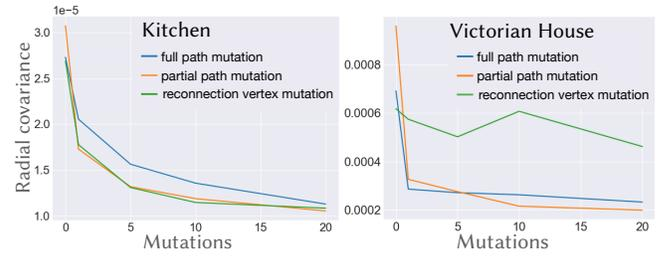 1e−5
Kitchen
full path mutation
partial path mutation
reconnection vertex mutation
Radial covariance
3.0
2.5
2.0
1.5
1.0
0 5 10 15 20
Mutations
Victorian House
full path mutation
partial path mutation
reconnection vertex mutation
0.0008
0.0006
0.0004
0.0002
0 5 10 15 20
Mutations